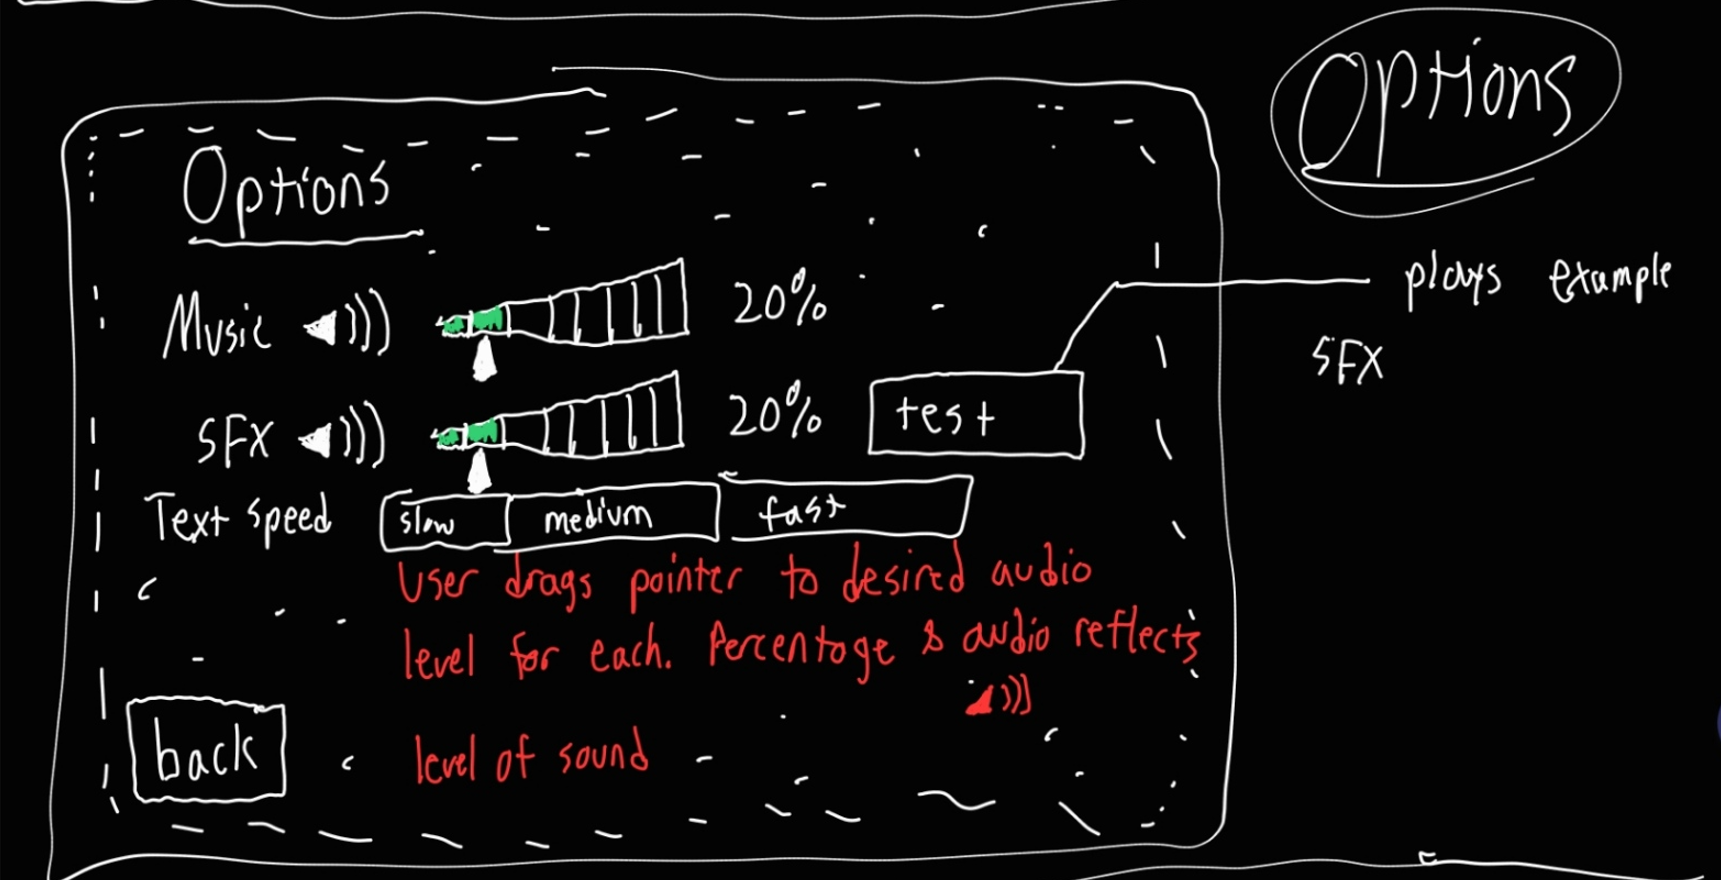 Options
Options
Music 20%
plays example
SFX
SFX 20% test
Text speed slow medium fast
User drags pointer to desired audio
level for each. Percentage & audio reflects
level of sound
back